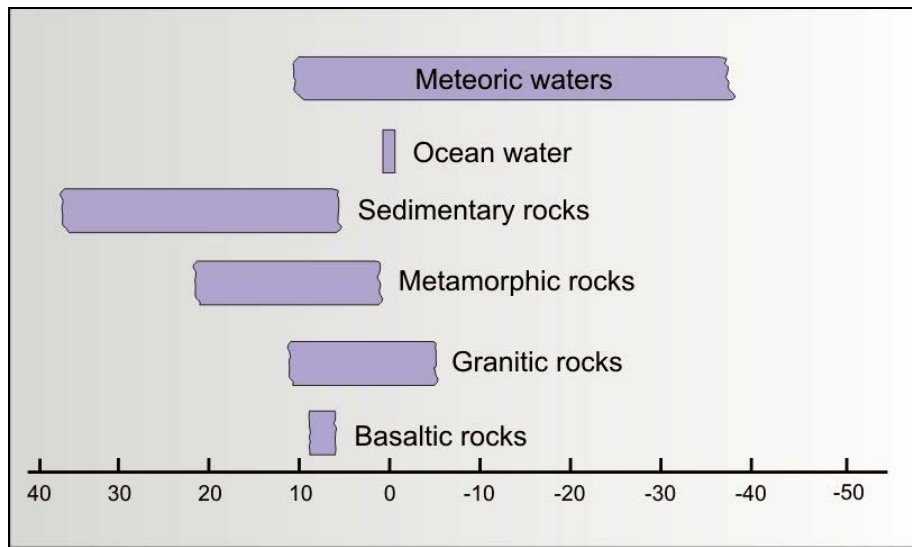 Meteoric waters
Ocean water
Sedimentary rocks
Metamorphic rocks
Granitic rocks
Basaltic rocks
40 30 20 10 0 -10 -20 -30 -40 -50